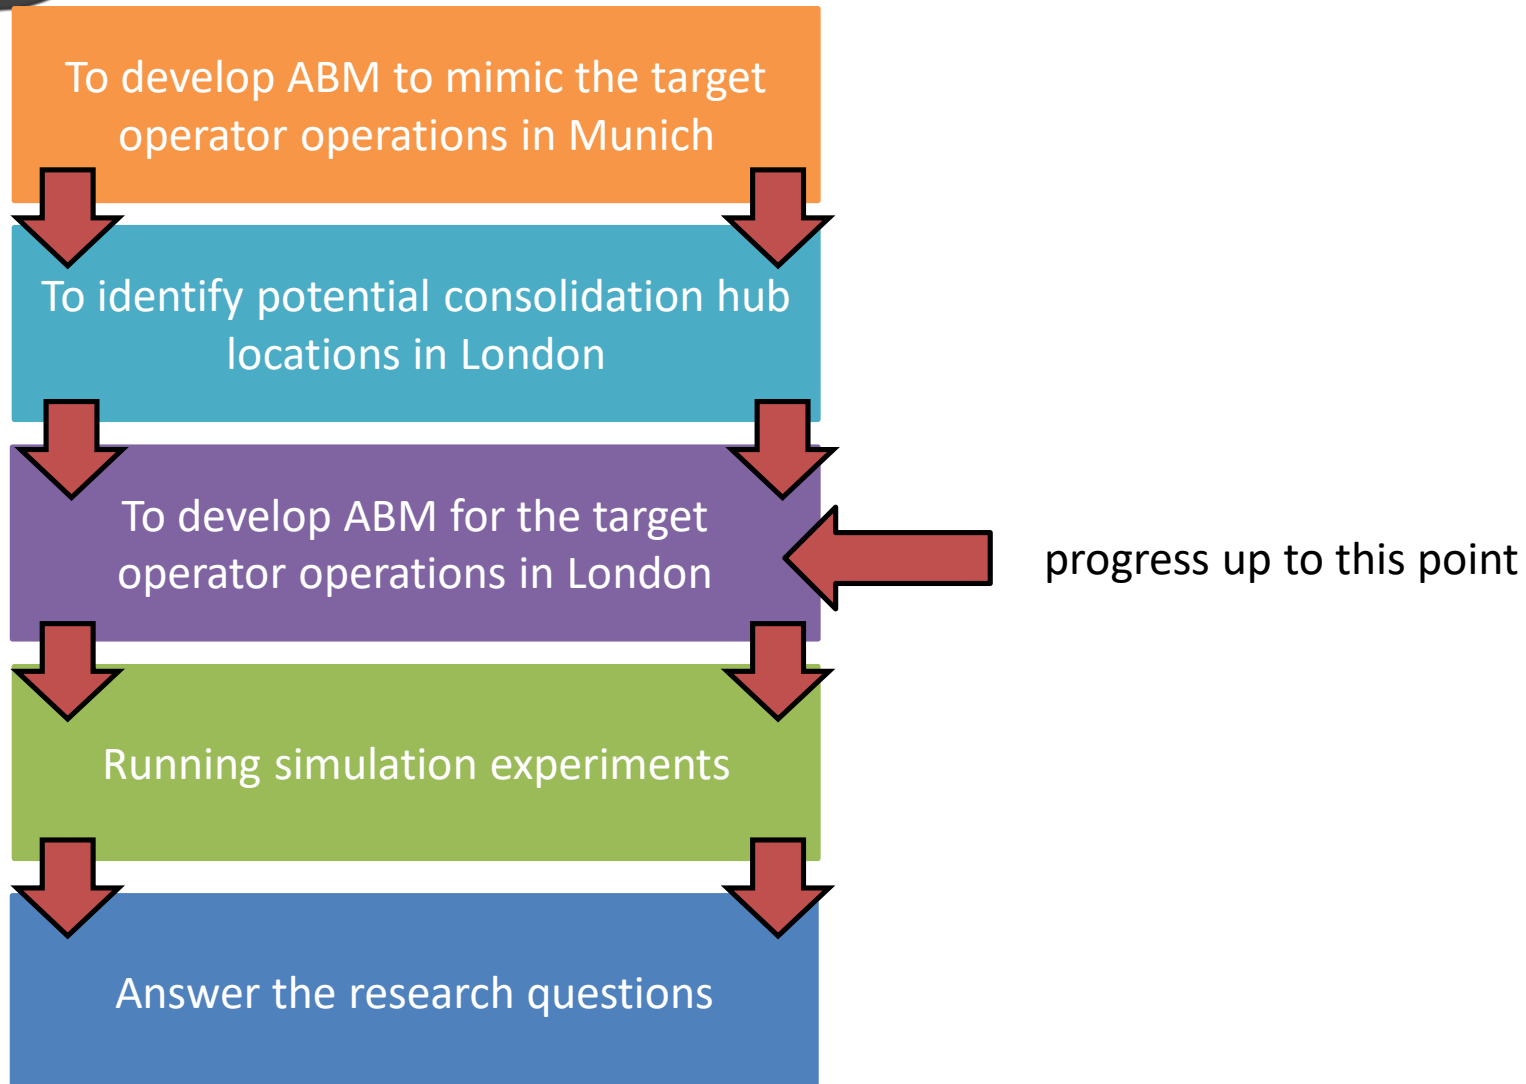 To develop ABM to mimic the target
operator operations in Munich
To identify potential consolidation hub
locations in London
To develop ABM for the target
operator operations in London
progress up to this point
Running simulation experiments
Answer the research questions